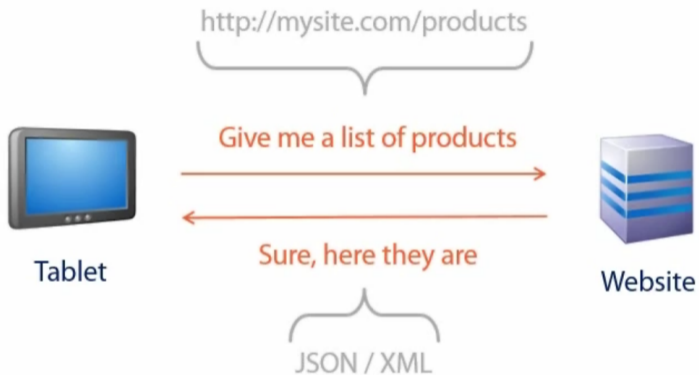 http://mysite.com/products
Give me a list of products
Sure, here they are
Tablet
Website
JSON / XML